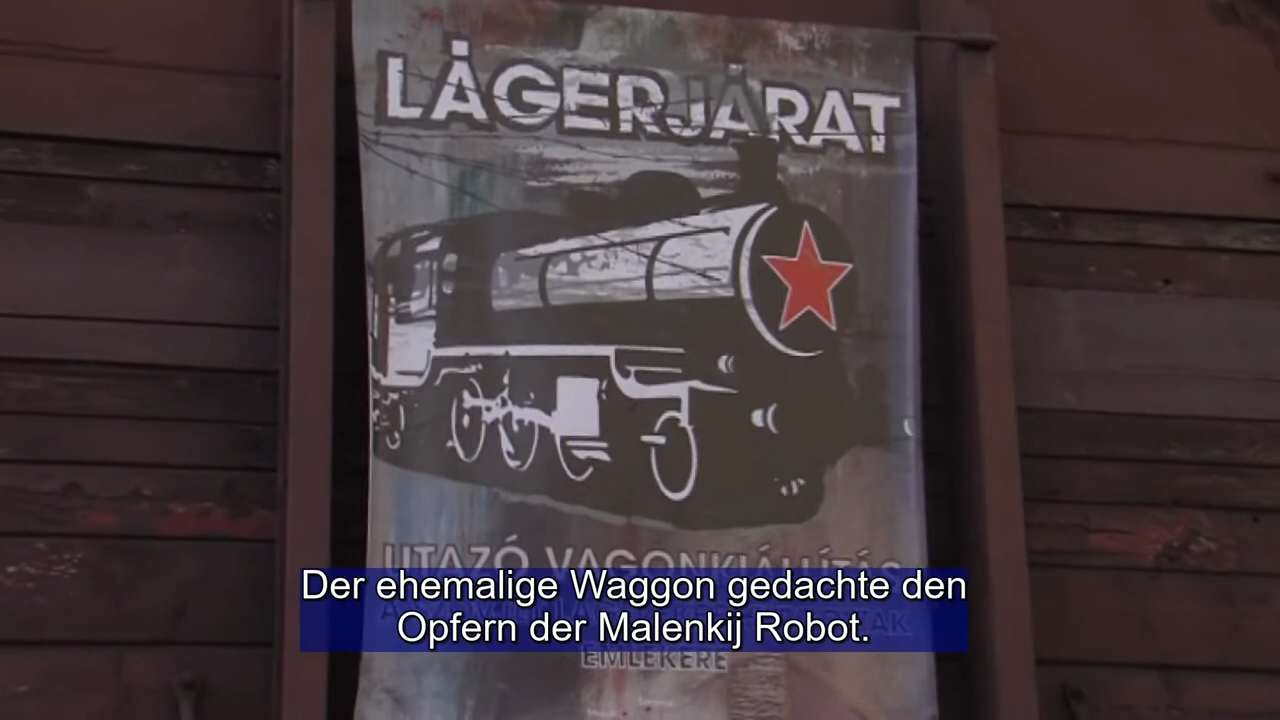 LÁGERJÁRAT
UTAZÓ VAGONKIÁLLÍTÁS
Der ehemalige Waggon gedachte den
Opfern der Malenkij Robot.
EMLÉKÉRE